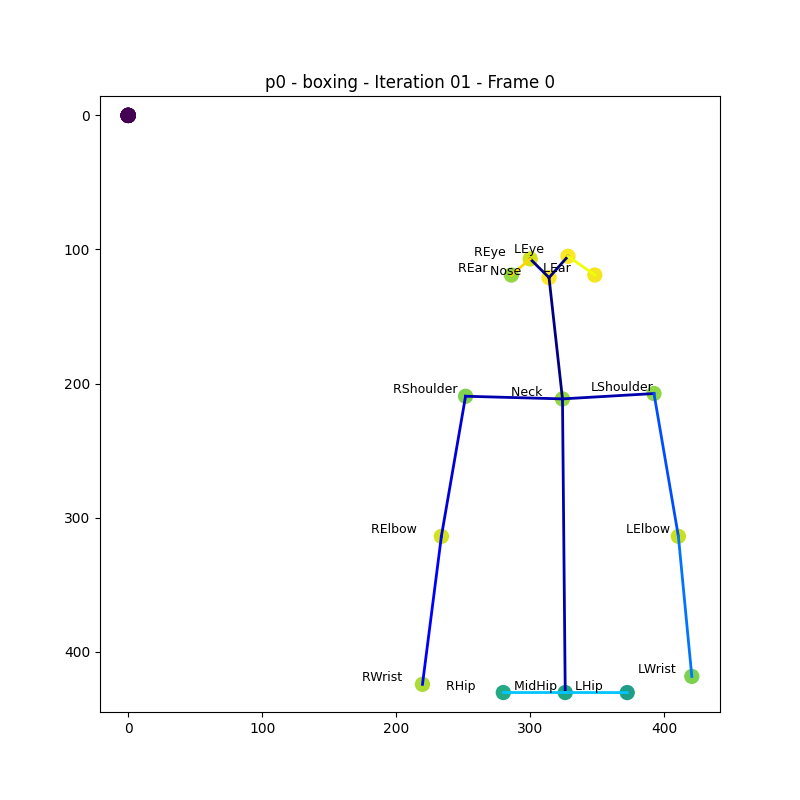 p0 - boxing - Iteration 01 - Frame 0
0
100
REye LEye
REar Nose LEar
200
RShoulder Neck LShoulder
300
RElbow LElbow
400
RWrist RHip MidHip LHip LWrist
0 100 200 300 400